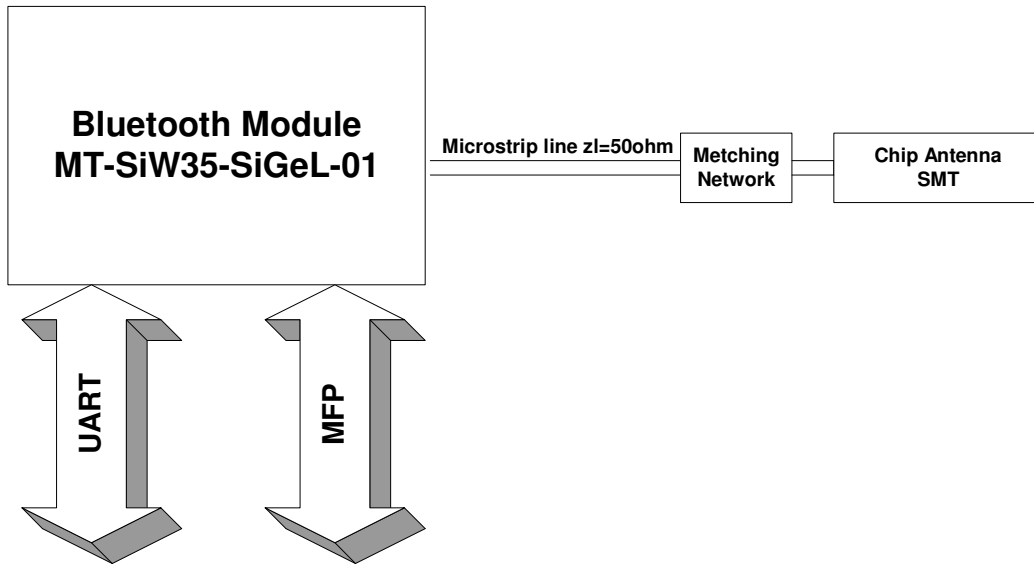 Bluetooth Module
MT-SiW35-SiGeL-01
Microstrip line zl=50ohm
Metching
Network
Chip Antenna
SMT
UART
MFP